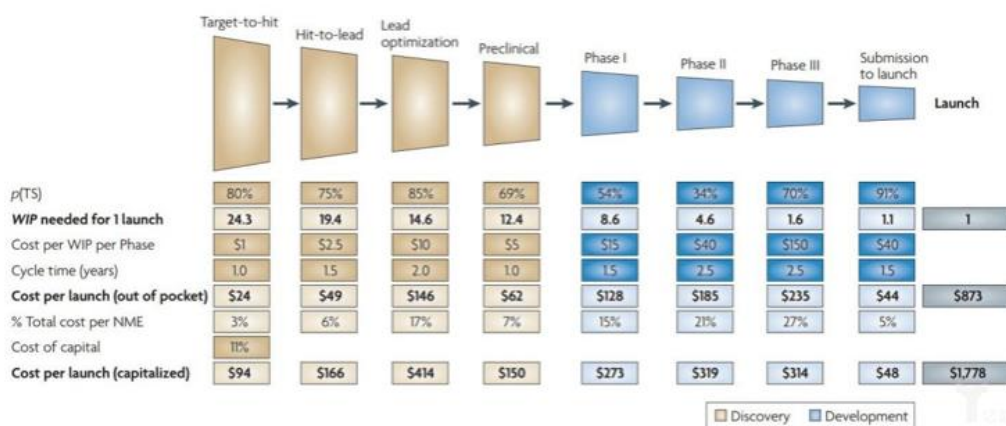 Target-to-hit
Hit-to-lead
Lead
optimization
Preclinical
Phase I
Phase II
Phase III
Submission
to launch
Launch
p(TS) 80% 75% 85% 69% 54% 34% 70% 91%
WIP needed for 1 launch 24.3 19.4 14.6 12.4 8.6 4.6 1.6 1.1 1
Cost per WIP per Phase $1 $2.5 $10 $5 $15 $40 $150 $40
Cycle time (years) 1.0 1.5 2.0 1.0 1.5 2.5 2.5 1.5
Cost per launch (out of pocket) $24 $49 $146 $62 $128 $185 $235 $44 $873
% Total cost per NME 3% 6% 17% 7% 15% 21% 27% 5%
Cost of capital 11%
Cost per launch (capitalized) $94 $166 $414 $150 $273 $319 $314 $48 $1,778
Discovery Development